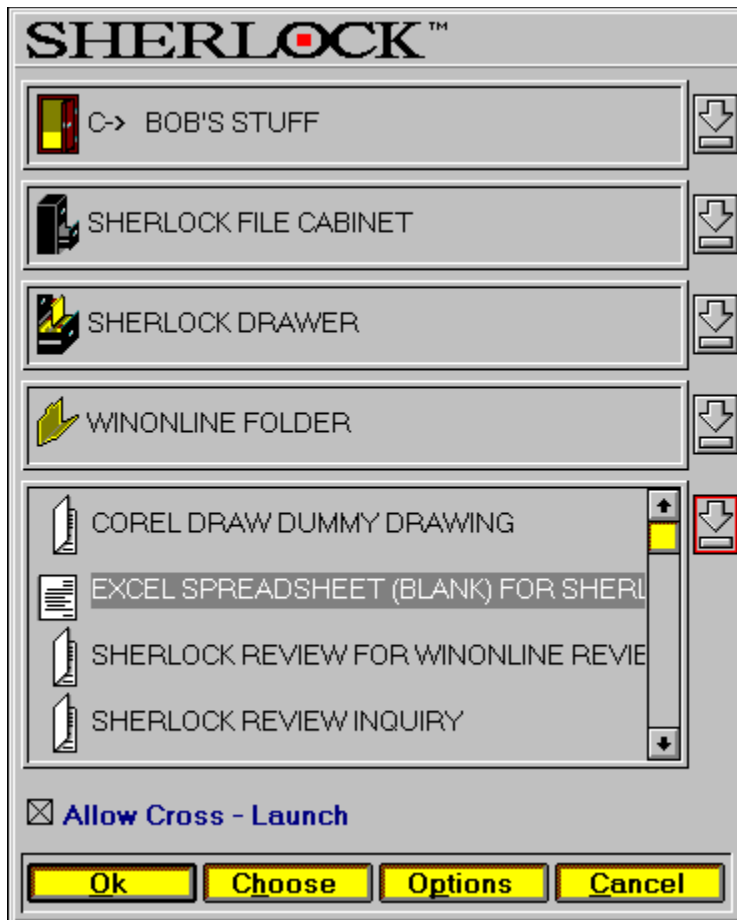 SHERLOCK™
C-> BOB'S STUFF
SHERLOCK FILE CABINET
SHERLOCK DRAWER
WINONLINE FOLDER
COREL DRAW DUMMY DRAWING
EXCEL SPREADSHEET (BLANK) FOR SHERL
SHERLOCK REVIEW FOR WINONLINE REVIE
SHERLOCK REVIEW INQUIRY
Allow Cross - Launch
Ok Choose Options Cancel